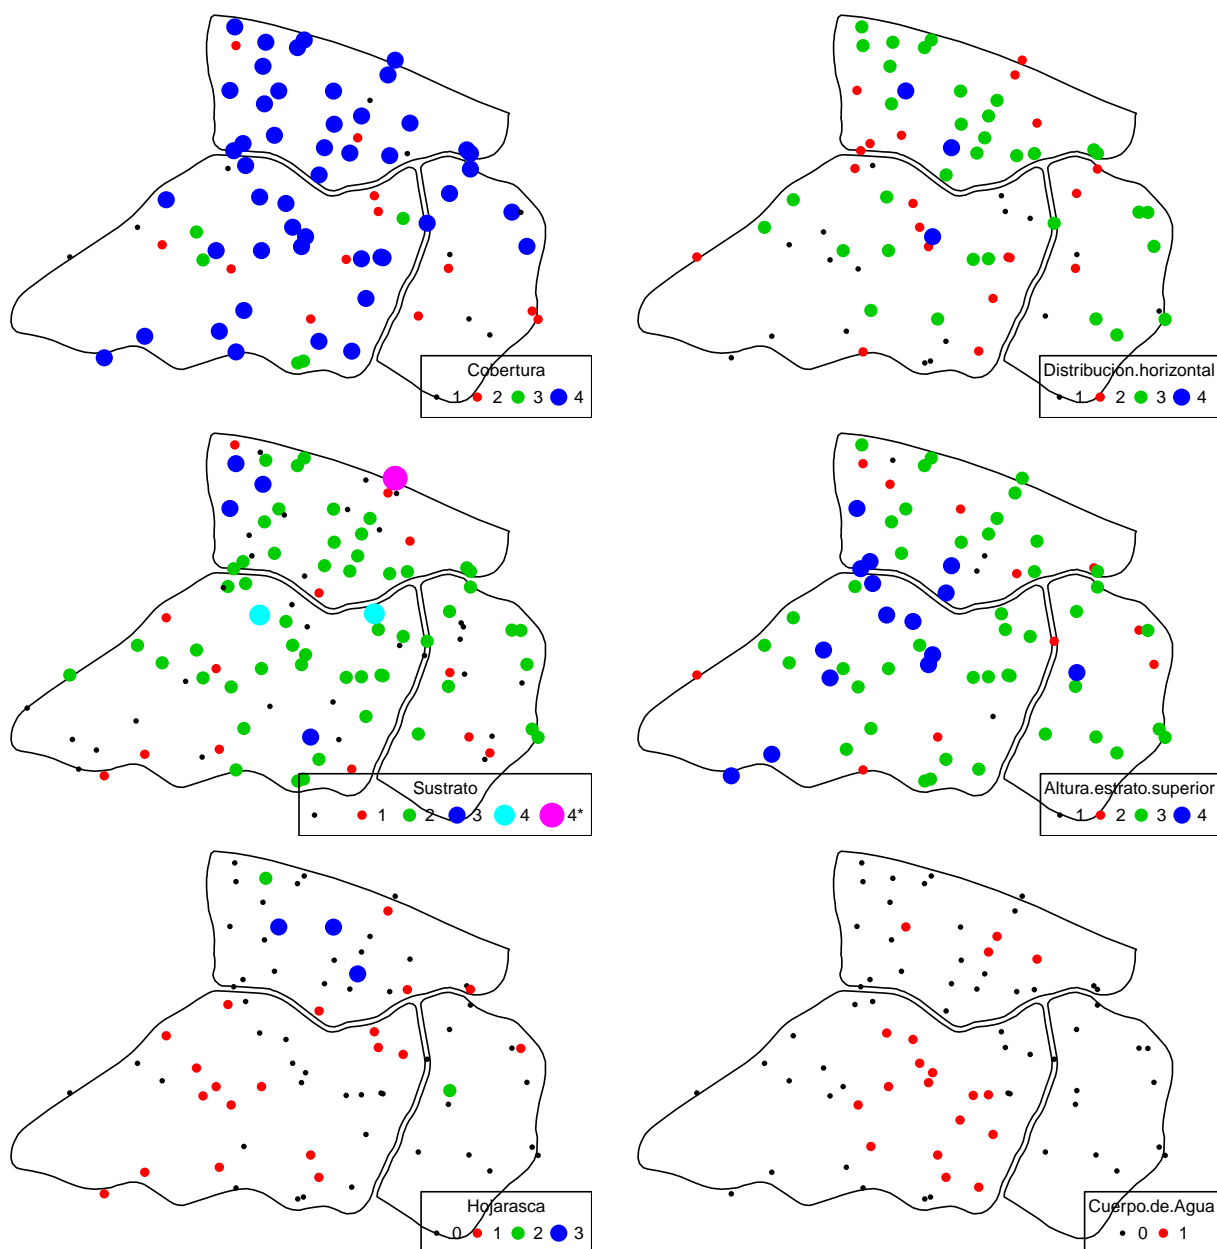 Cobertura
1 2 3 4
Distribución.horizontal
1 2 3 4
Sustrato
1 2 3 4 4*
Altura.estrato.superior
1 2 3 4
Hojarasca
0 1 2 3
Cuerpo.de.Agua
0 1